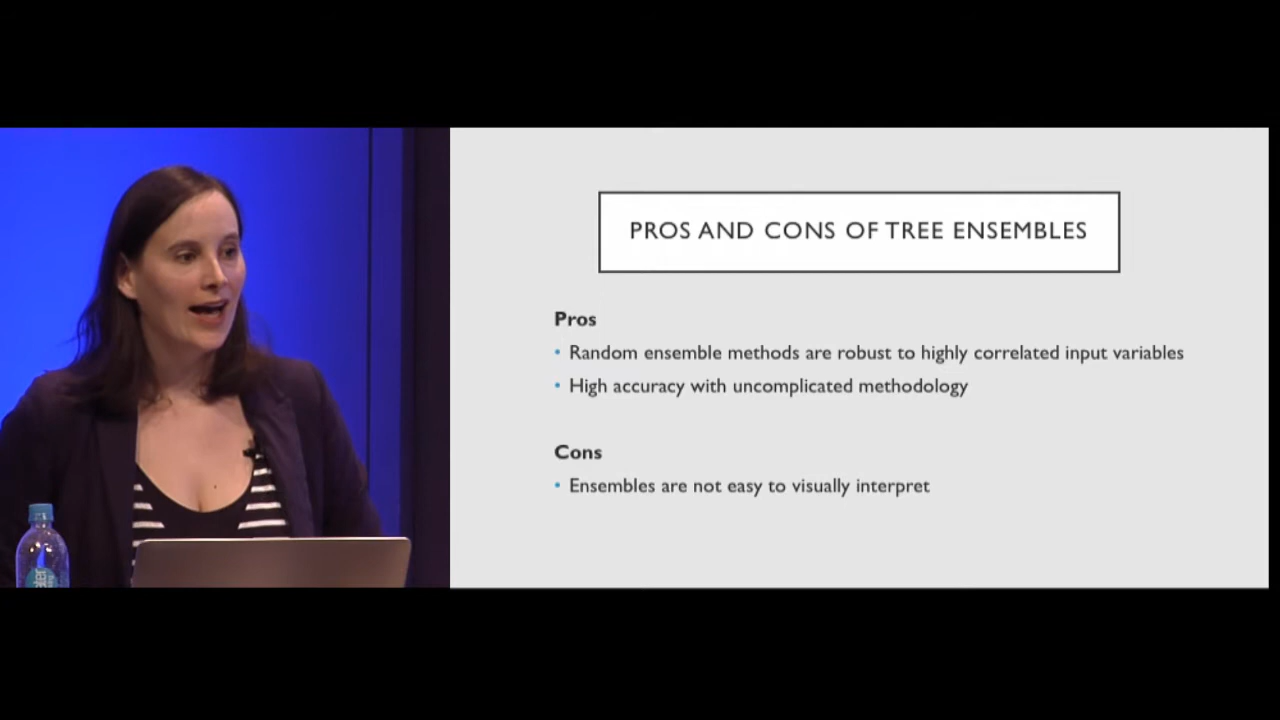 PROS AND CONS OF TREE ENSEMBLES
Pros
• Random ensemble methods are robust to highly correlated input variables
• High accuracy with uncomplicated methodology
Cons
• Ensembles are not easy to visually interpret